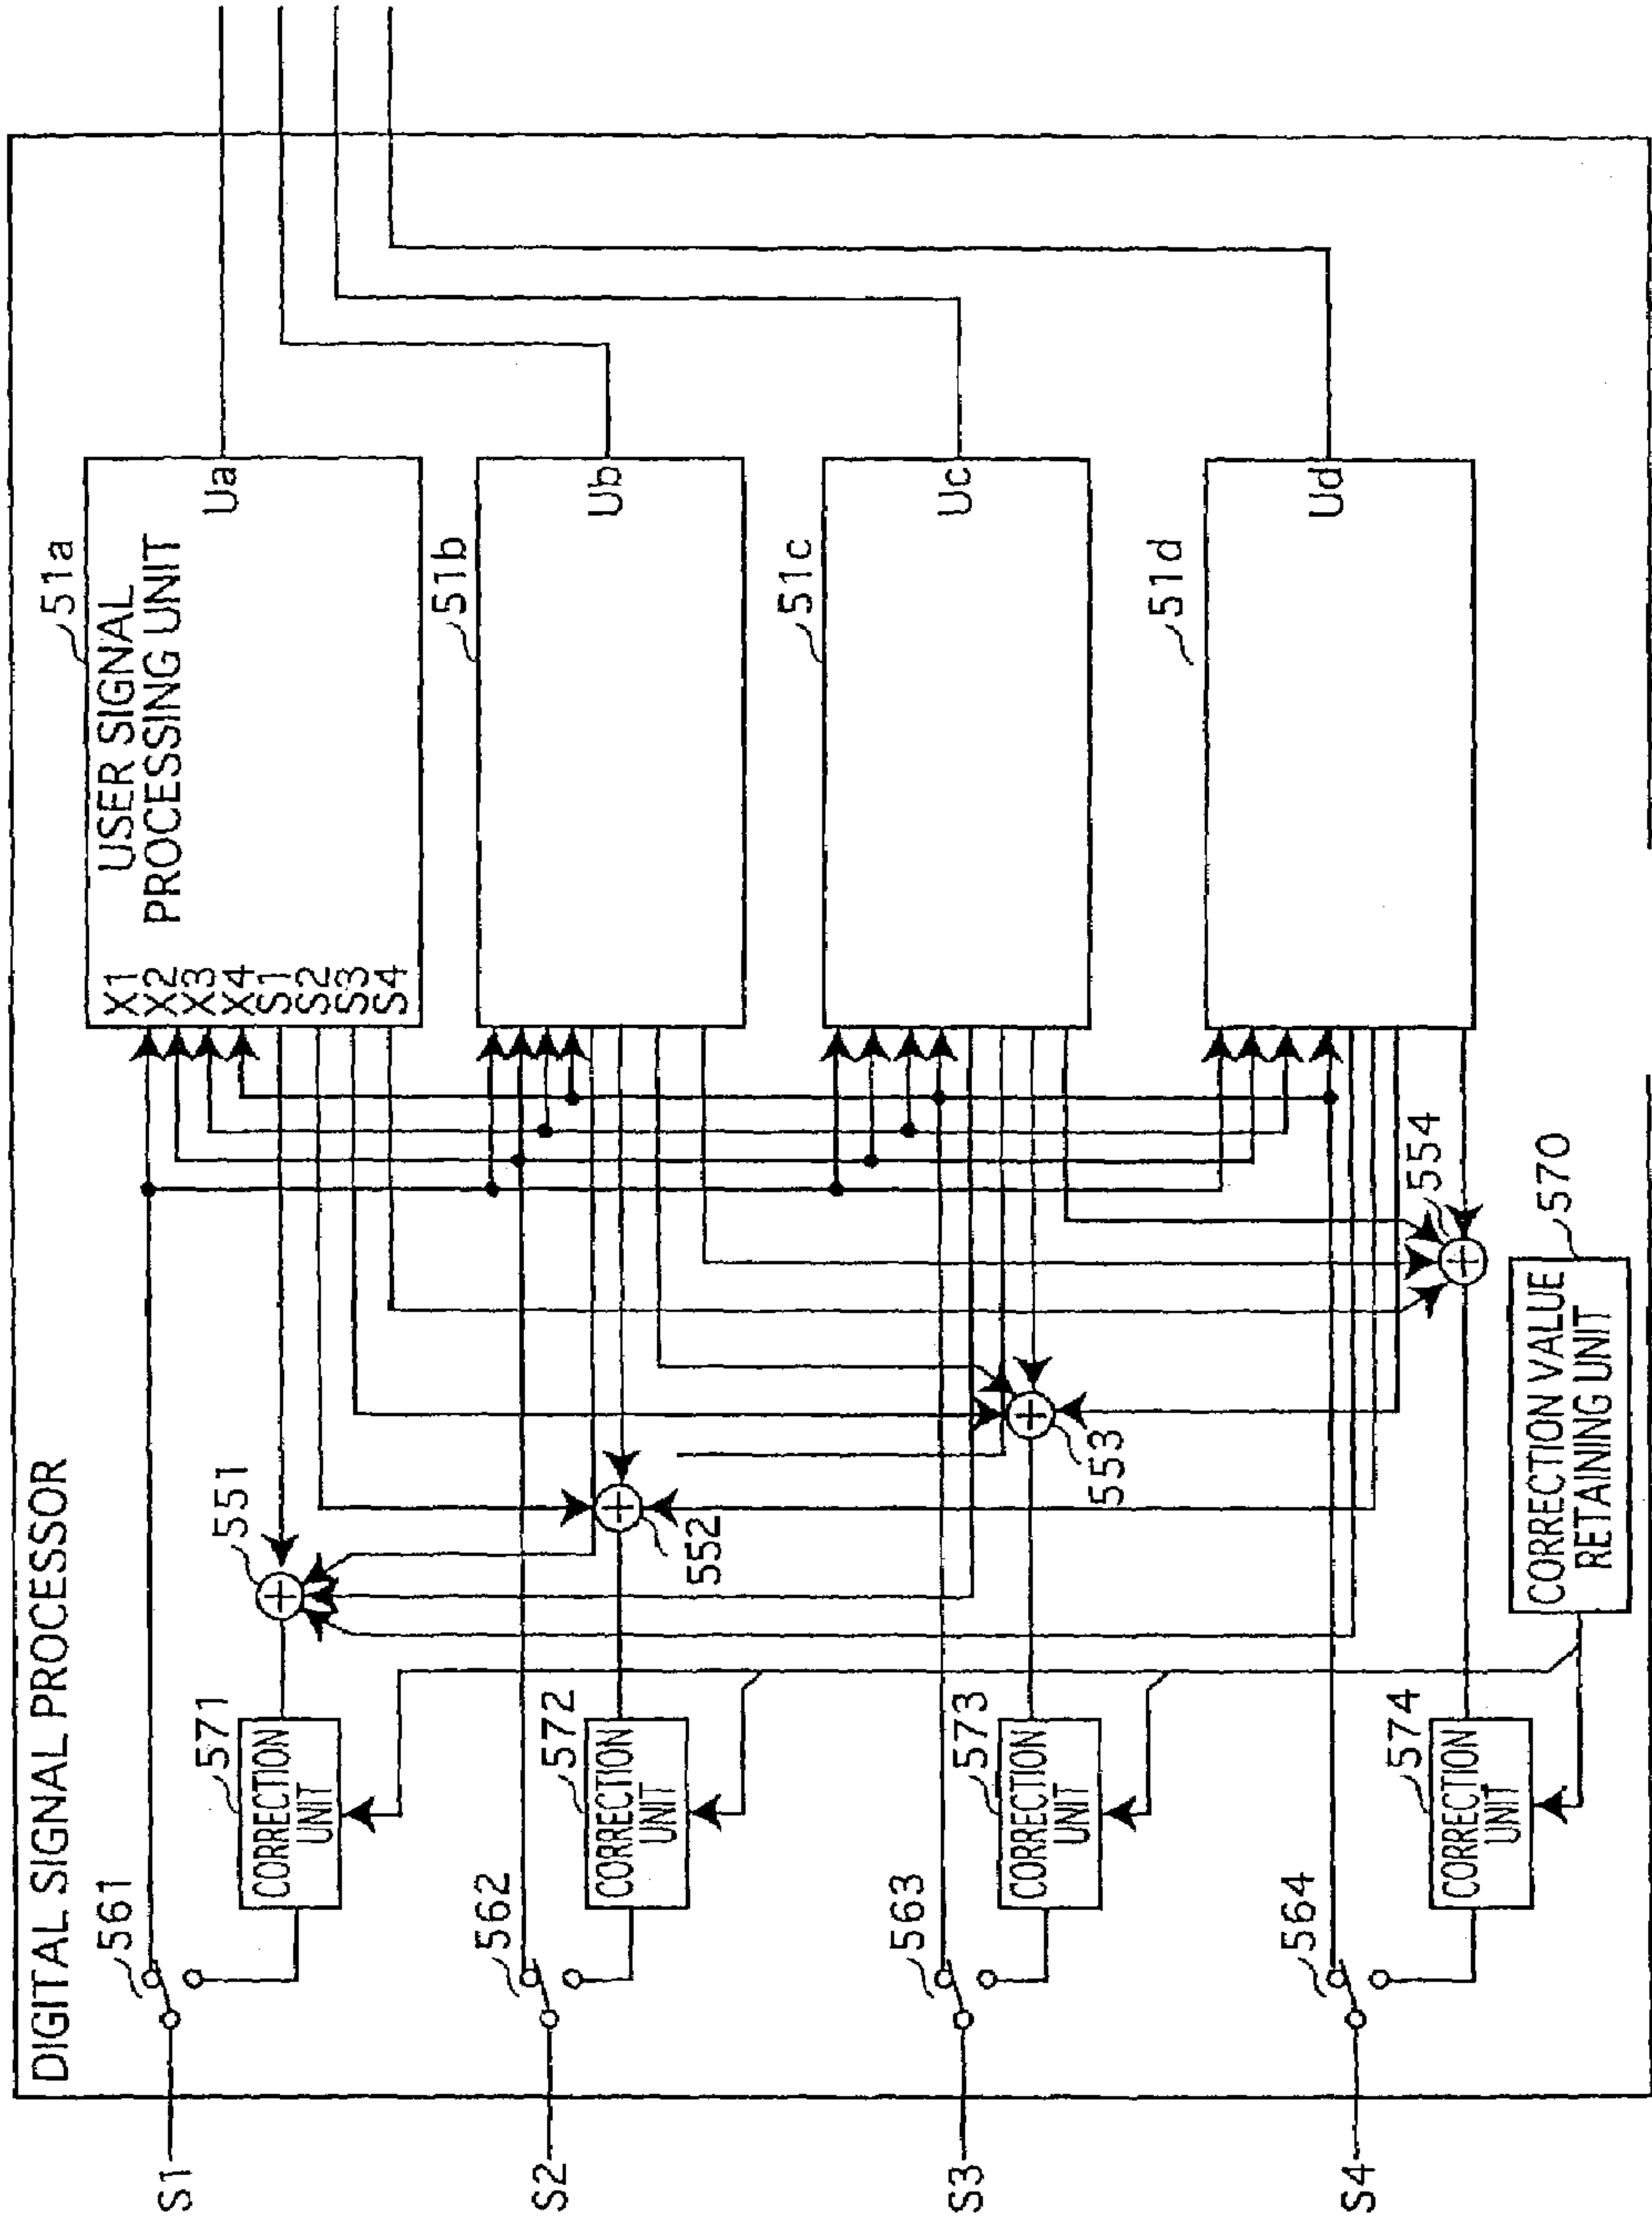 DIGITAL SIGNAL PROCESSOR
S1
561
571
CORRECTION
UNIT
551
X1
X2
X3
X4
S1
S2
S3
S4
51a
USER SIGNAL
PROCESSING UNIT
Ua
S2
562
572
CORRECTION
UNIT
552
51b
Ub
S3
563
573
CORRECTION
UNIT
553
51c
Uc
S4
564
574
CORRECTION
UNIT
554
51d
Ud
570
CORRECTION VALUE
RETAINING UNIT